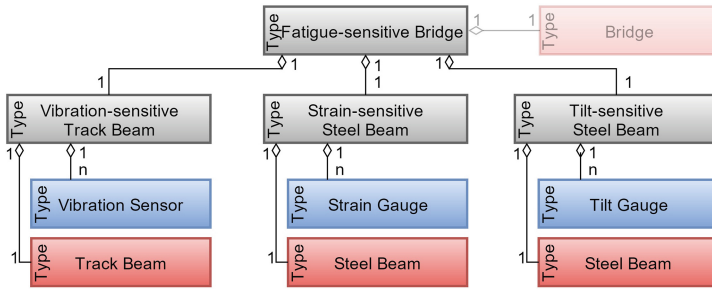 Type
Fatigue-sensitive Bridge
1
1
Type
Bridge
1
1
1
1
1
1
Type
Vibration-sensitive
Track Beam
Type
Strain-sensitive
Steel Beam
Type
Tilt-sensitive
Steel Beam
1
1
n
1
1
n
1
1
n
Type
Vibration Sensor
Type
Strain Gauge
Type
Tilt Gauge
1
Type
Track Beam
1
Type
Steel Beam
1
Type
Steel Beam